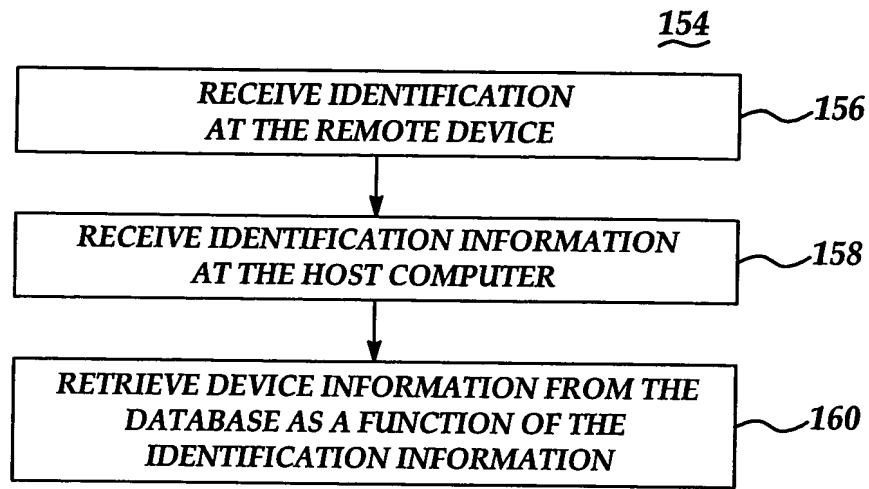 154
RECEIVE IDENTIFICATION
AT THE REMOTE DEVICE
156
RECEIVE IDENTIFICATION INFORMATION
AT THE HOST COMPUTER
158
RETRIEVE DEVICE INFORMATION FROM THE
DATABASE AS A FUNCTION OF THE
IDENTIFICATION INFORMATION
160